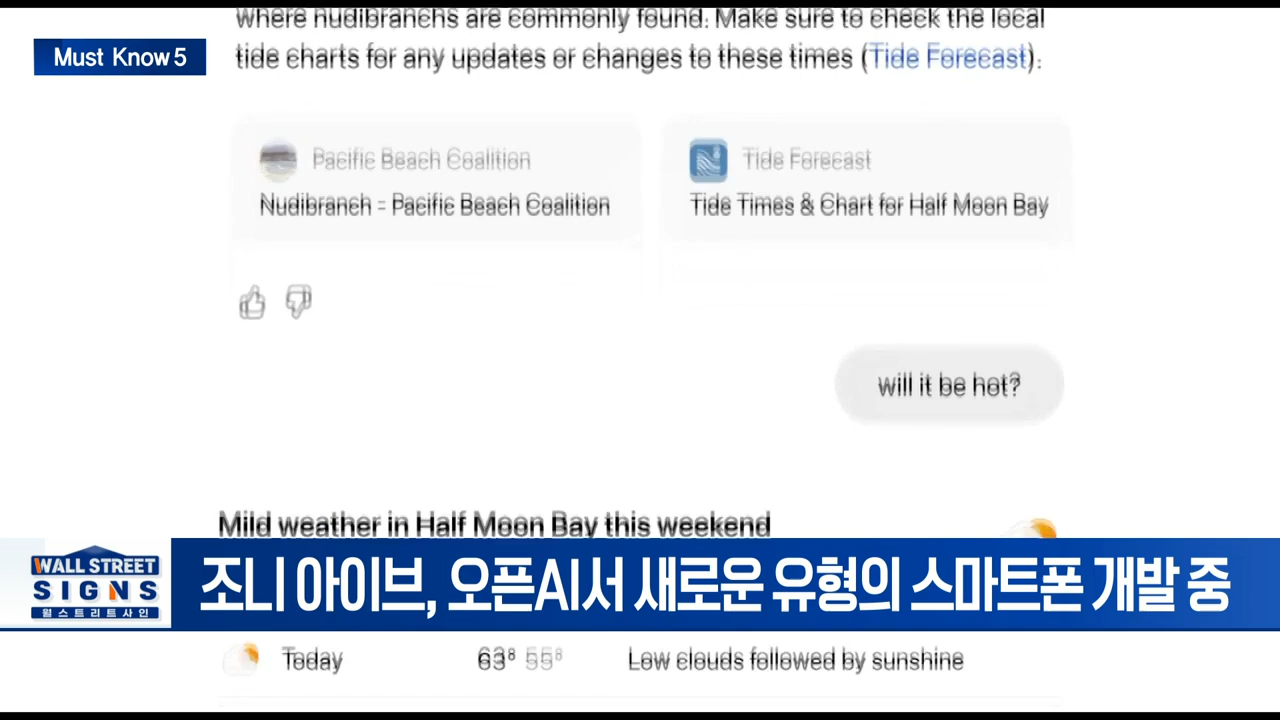 where nudibranchs are commonly found. Make sure to check the local
Must Know 5
tide charts for any updates or changes to these times (Tide Forecast).
Pacific Beach Coalition
Tide Forecast
Nudibranch - Pacific Beach Coalition
Tide Times & Chart for Half Moon Bay
will it be hot?
Mild weather in Half Moon Bay this weekend
WALL STREET
SIGNS
월스트리트사인
조니 아이브, 오픈AI서 새로운 유형의 스마트폰 개발 중
Today 63° 55° Low clouds followed by sunshine